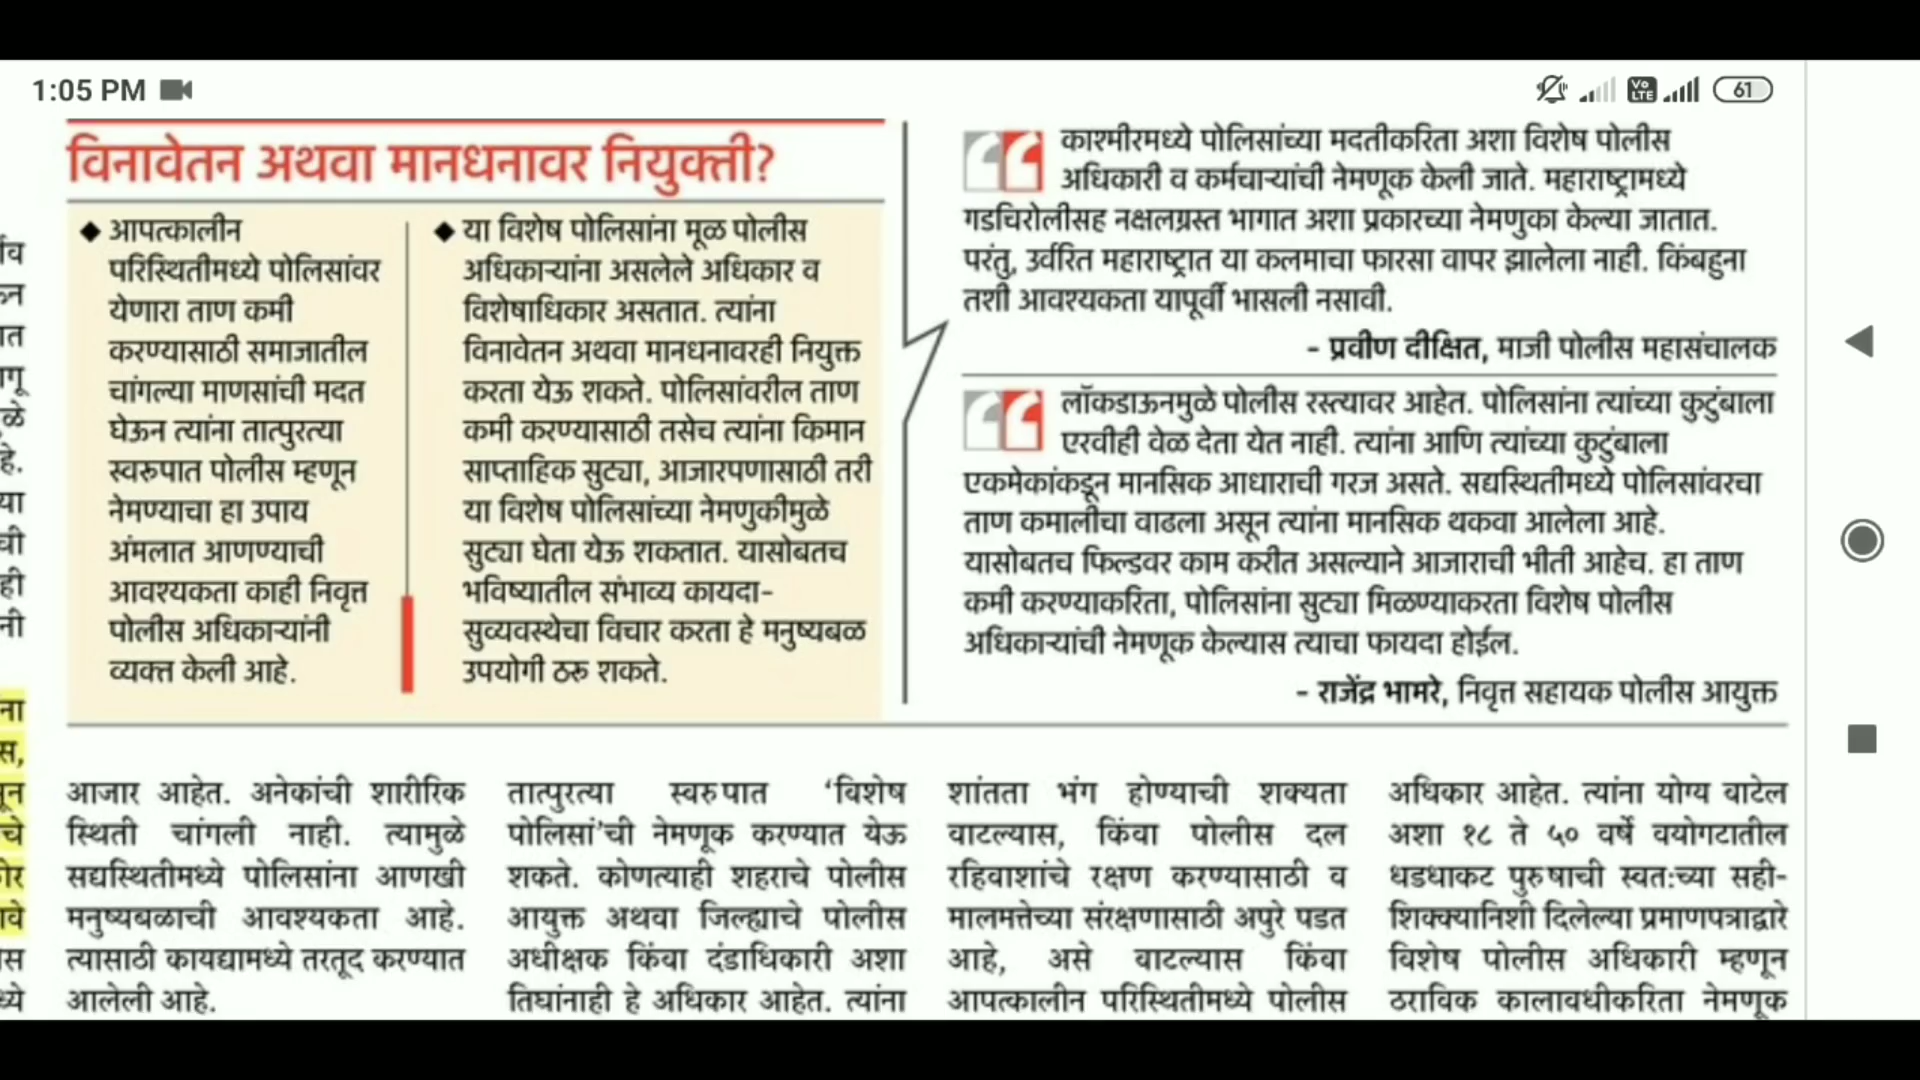 1:05 PM
Vo LTE
61
विनावेतन अथवा मानधनावर नियुक्ती?
◆ आपत्कालीन
परिस्थितीमध्ये पोलिसांवर
येणारा ताण कमी
करण्यासाठी समाजातील
चांगल्या माणसांची मदत
घेऊन त्यांना तात्पुरत्या
स्वरूपात पोलीस म्हणून
नेमण्याचा हा उपाय
अंमलात आणण्याची
आवश्यकता काही निवृत्त
पोलीस अधिकाऱ्यांनी
व्यक्त केली आहे.
◆ या विशेष पोलिसांना मूळ पोलीस
अधिकाऱ्यांना असलेले अधिकार व
विशेषाधिकार असतात. त्यांना
विनावेतन अथवा मानधनावरही नियुक्त
करता येऊ शकते. पोलिसांवरील ताण
कमी करण्यासाठी तसेच त्यांना किमान
साप्ताहिक सुट्या, आजारपणासाठी तरी
या विशेष पोलिसांच्या नेमणुकीमुळे
सुट्या घेता येऊ शकतात. यासोबतच
भविष्यातील संभाव्य कायदा-
सुव्यवस्थेचा विचार करता हे मनुष्यबळ
उपयोगी ठरू शकते.
काश्मीरमध्ये पोलिसांच्या मदतीकरिता अशा विशेष पोलीस
अधिकारी व कर्मचाऱ्यांची नेमणूक केली जाते. महाराष्ट्रामध्ये
गडचिरोलीसह नक्षलग्रस्त भागात अशा प्रकारच्या नेमणुका केल्या जातात.
परंतु, उर्वरित महाराष्ट्रात या कलमाचा फारसा वापर झालेला नाही. किंबहुना
तशी आवश्यकता यापूर्वी भासली नसावी.
- प्रवीण दीक्षित, माजी पोलीस महासंचालक
लॉकडाऊनमुळे पोलीस रस्त्यावर आहेत. पोलिसांना त्यांच्या कुटुंबाला
एरवीही वेळ देता येत नाही. त्यांना आणि त्यांच्या कुटुंबाला
एकमेकांकडून मानसिक आधाराची गरज असते. सद्यस्थितीमध्ये पोलिसांवरचा
ताण कमालीचा वाढला असून त्यांना मानसिक थकवा आलेला आहे.
यासोबतच फिल्डवर काम करीत असल्याने आजाराची भीती आहेच. हा ताण
कमी करण्याकरिता, पोलिसांना सुट्या मिळण्याकरता विशेष पोलीस
अधिकाऱ्यांची नेमणूक केल्यास त्याचा फायदा होईल.
- राजेंद्र भामरे, निवृत्त सहायक पोलीस आयुक्त
आजार आहेत. अनेकांची शारीरिक
स्थिती चांगली नाही. त्यामुळे
सद्यस्थितीमध्ये पोलिसांना आणखी
मनुष्यबळाची आवश्यकता आहे.
त्यासाठी कायद्यामध्ये तरतूद करण्यात
आलेली आहे.
तात्पुरत्या स्वरुपात ‘विशेष
पोलिसां’ची नेमणूक करण्यात येऊ
शकते. कोणत्याही शहराचे पोलीस
आयुक्त अथवा जिल्ह्याचे पोलीस
अधीक्षक किंवा दंडाधिकारी अशा
तिघांनाही हे अधिकार आहेत. त्यांना
शांतता भंग होण्याची शक्यता
वाटल्यास, किंवा पोलीस दल
रहिवाशांचे रक्षण करण्यासाठी व
मालमत्तेच्या संरक्षणासाठी अपुरे पडत
आहे, असे वाटल्यास किंवा
आपत्कालीन परिस्थितीमध्ये पोलीस
अधिकार आहेत. त्यांना योग्य वाटेल
अशा १८ ते ५० वर्षे वयोगटातील
धडधाकट पुरुषाची स्वत:च्या सही-
शिक्क्यानिशी दिलेल्या प्रमाणपत्राद्वारे
विशेष पोलीस अधिकारी म्हणून
ठराविक कालावधीकरिता नेमणूक